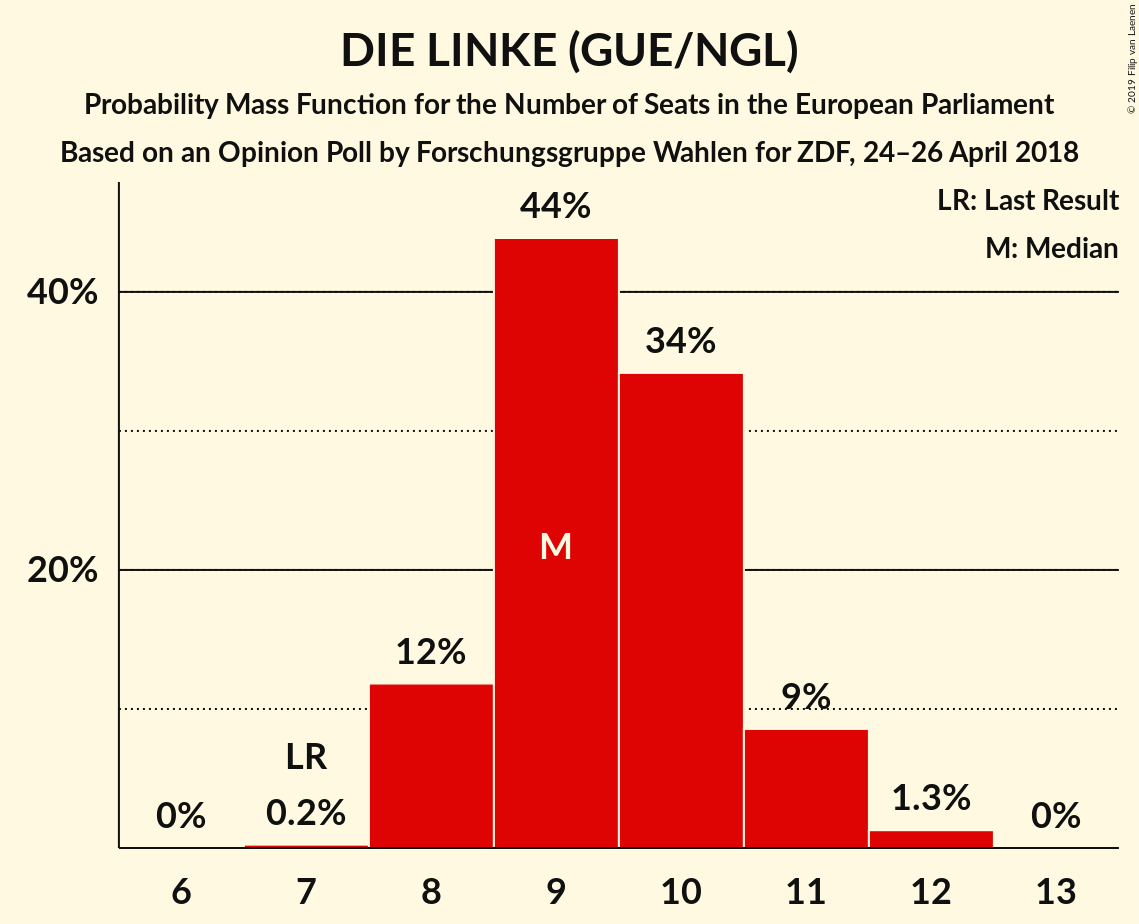 DIE LINKE (GUE/NGL)
Probability Mass Function for the Number of Seats in the European Parliament
Based on an Opinion Poll by Forschungsgruppe Wahlen for ZDF, 24–26 April 2018
© 2019 Filip van Laenen
LR: Last Result
M: Median
40%
20%
0%
LR
0.2%
12%
44%
M
34%
9%
1.3%
0%
6 7 8 9 10 11 12 13